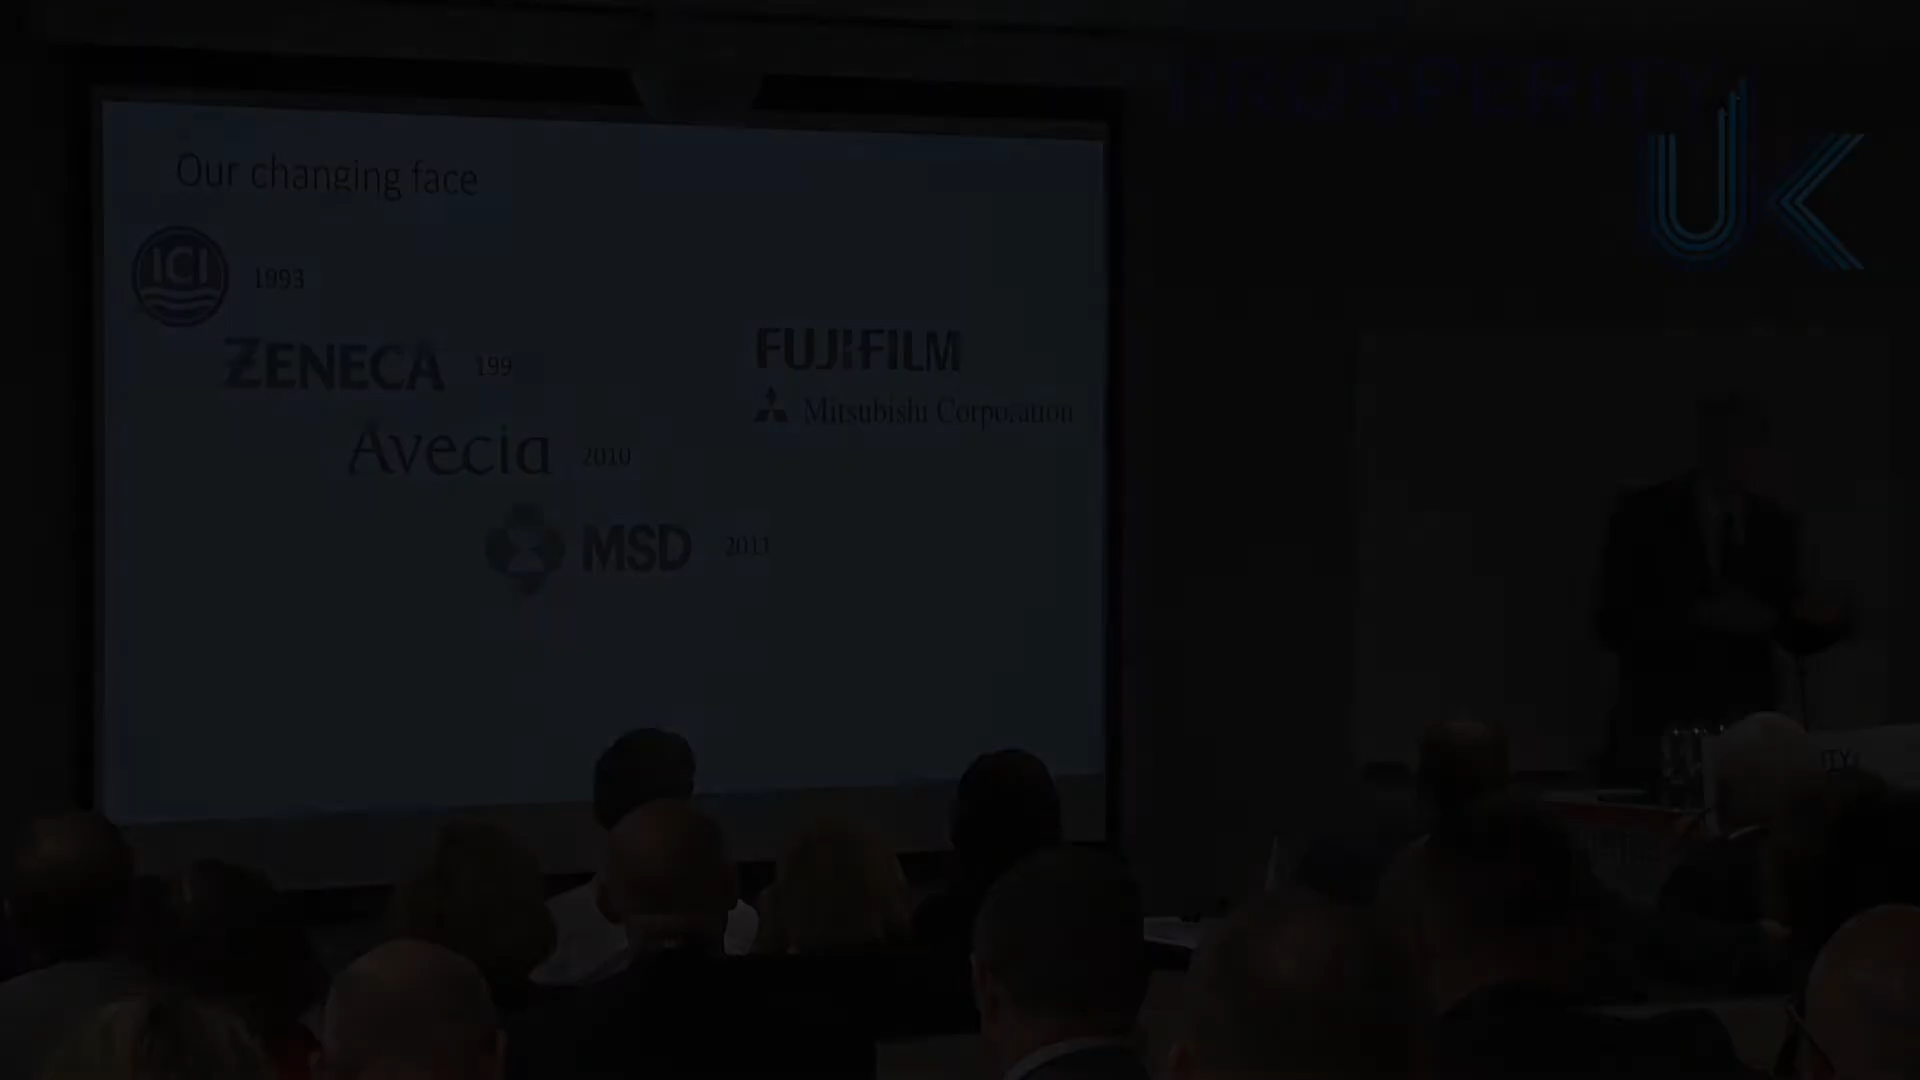 PROSPERITY
UK
Our changing face
ICI 1993
ZENECA 199
FUJIFILM
Mitsubishi Corporation
Avecia 2010
MSD 2011